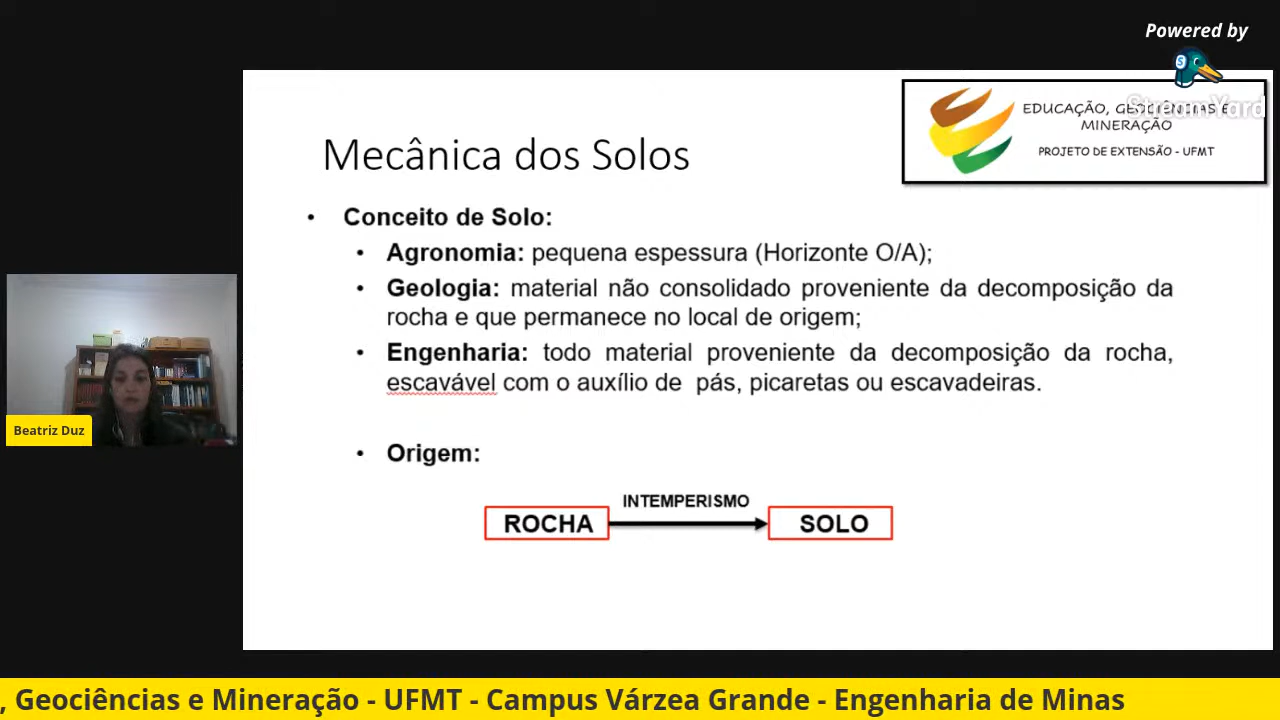 Powered by
StreamYard
EDUCAÇÃO, GEOCIÊNCIAS E
MINERAÇÃO
PROJETO DE EXTENSÃO - UFMT
Mecânica dos Solos
• Conceito de Solo:
• Agronomia: pequena espessura (Horizonte O/A);
• Geologia: material não consolidado proveniente da decomposição da
rocha e que permanece no local de origem;
• Engenharia: todo material proveniente da decomposição da rocha,
escavável com o auxílio de pás, picaretas ou escavadeiras.
Beatriz Duz
• Origem:
INTEMPERISMO
ROCHA
SOLO
, Geociências e Mineração - UFMT - Campus Várzea Grande - Engenharia de Minas